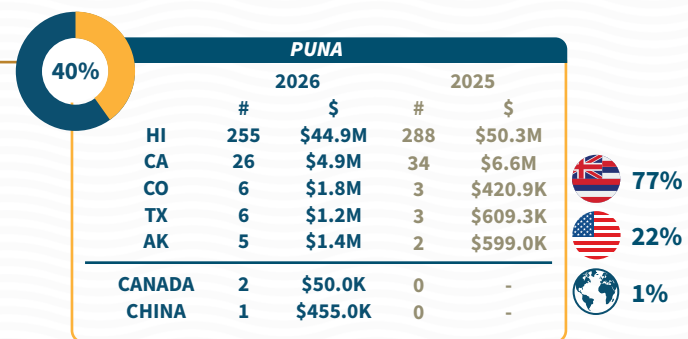 40%
PUNA
2026 2025
# $ # $
HI 255 $44.9M 288 $50.3M
CA 26 $4.9M 34 $6.6M
CO 6 $1.8M 3 $420.9K
TX 6 $1.2M 3 $609.3K
AK 5 $1.4M 2 $599.0K
CANADA 2 $50.0K 0 -
CHINA 1 $455.0K 0 -
77%
22%
1%